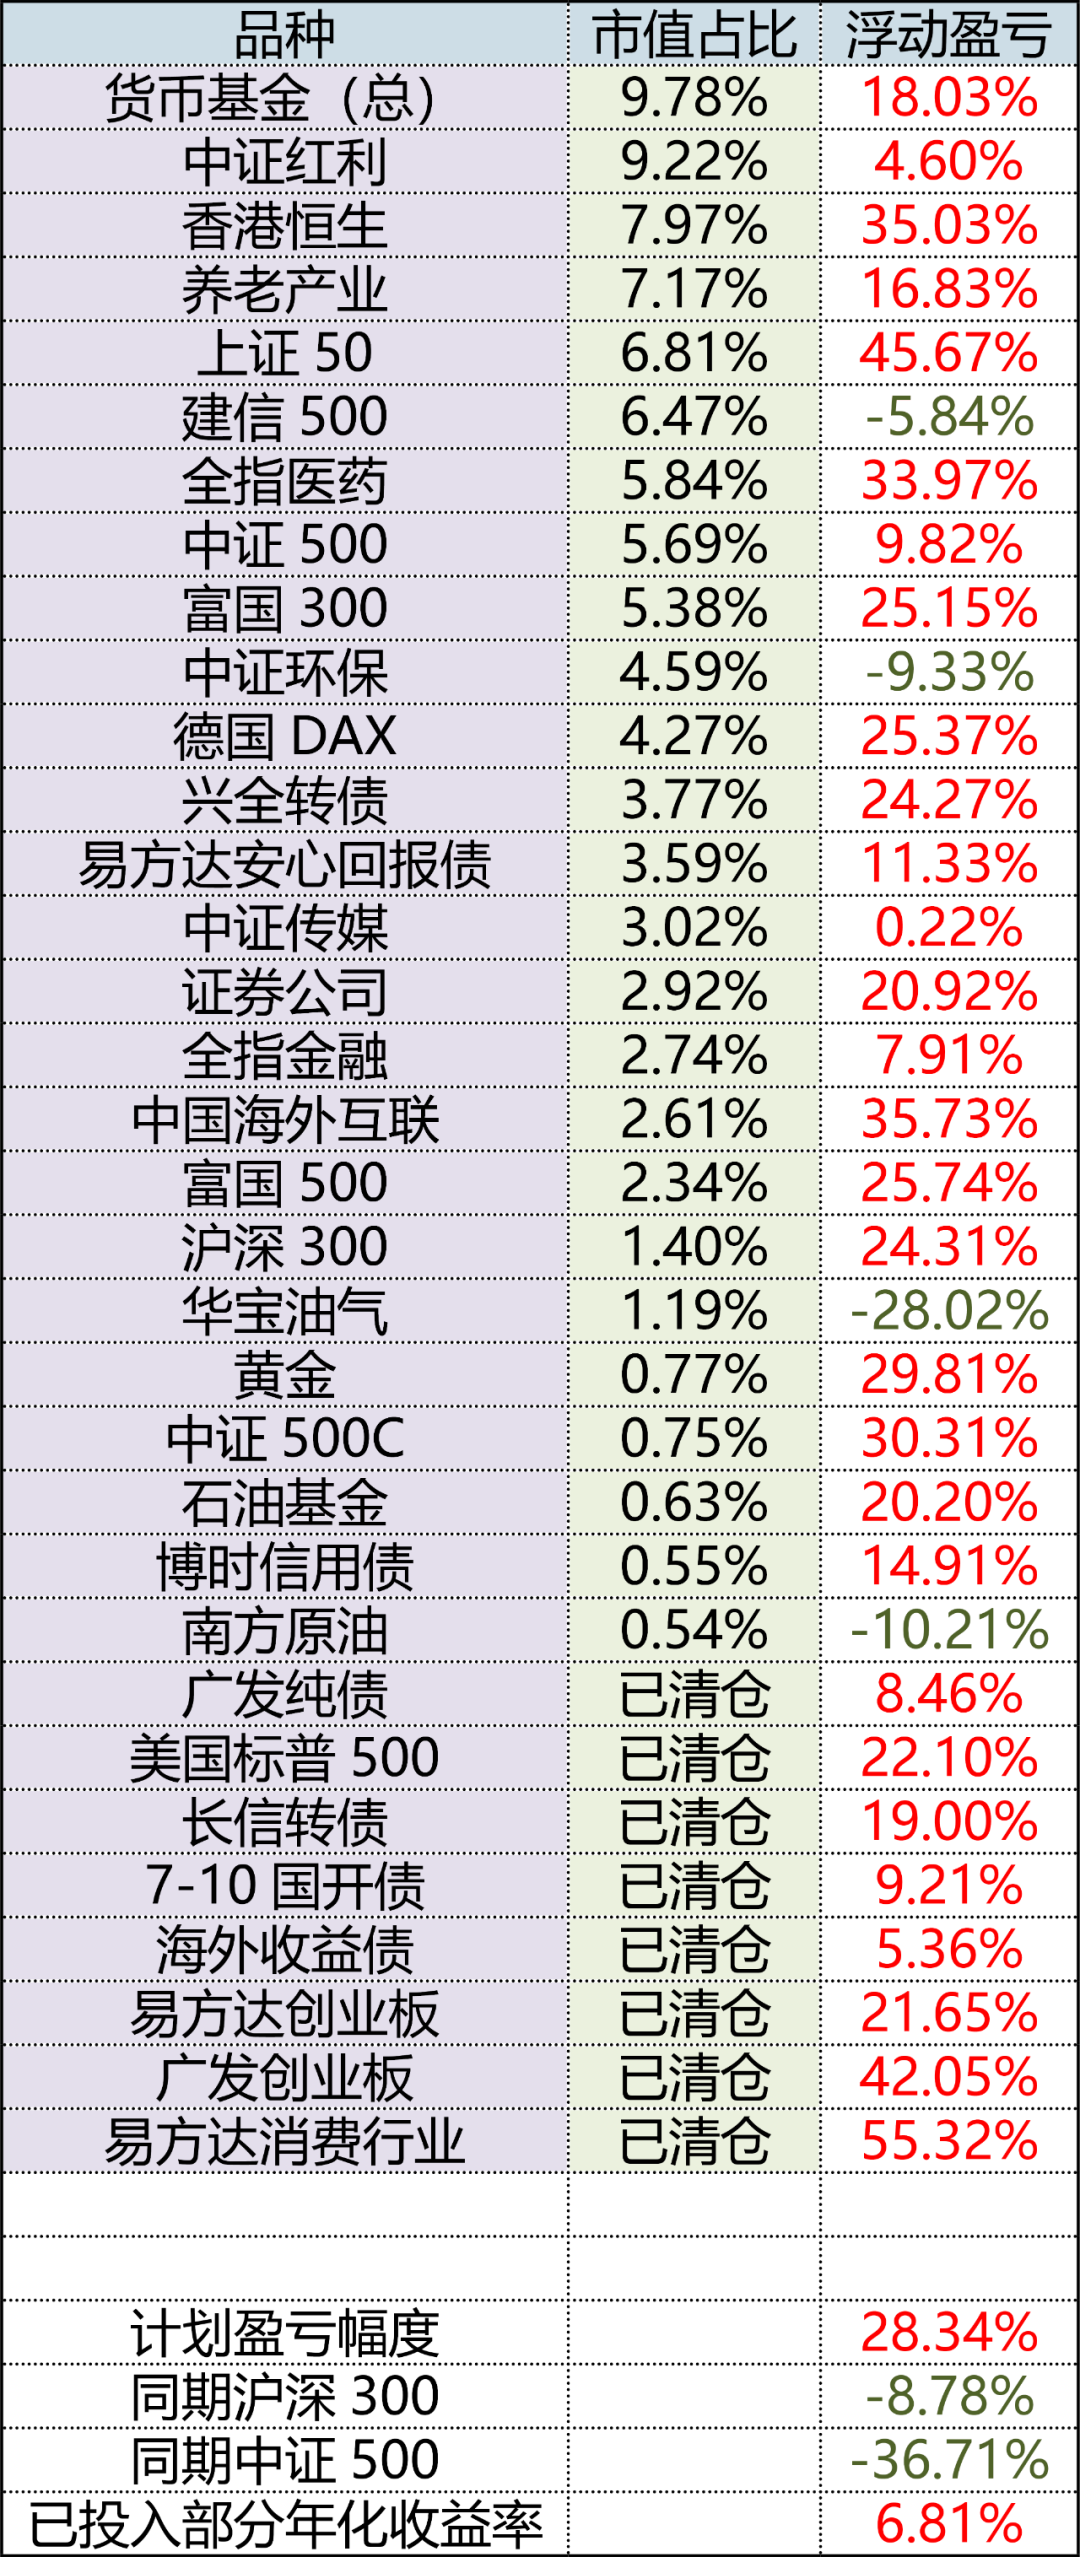 品种 市值占比 浮动盈亏
货币基金（总） 9.78% 18.03%
中证红利 9.22% 4.60%
香港恒生 7.97% 35.03%
养老产业 7.17% 16.83%
上证 50 6.81% 45.67%
建信 500 6.47% -5.84%
全指医药 5.84% 33.97%
中证 500 5.69% 9.82%
富国 300 5.38% 25.15%
中证环保 4.59% -9.33%
德国 DAX 4.27% 25.37%
兴全转债 3.77% 24.27%
易方达安心回报债 3.59% 11.33%
中证传媒 3.02% 0.22%
证券公司 2.92% 20.92%
全指金融 2.74% 7.91%
中国海外互联 2.61% 35.73%
富国 500 2.34% 25.74%
沪深 300 1.40% 24.31%
华宝油气 1.19% -28.02%
黄金 0.77% 29.81%
中证 500C 0.75% 30.31%
石油基金 0.63% 20.20%
博时信用债 0.55% 14.91%
南方原油 0.54% -10.21%
广发纯债 已清仓 8.46%
美国标普 500 已清仓 22.10%
长信转债 已清仓 19.00%
7-10 国开债 已清仓 9.21%
海外收益债 已清仓 5.36%
易方达创业板 已清仓 21.65%
广发创业板 已清仓 42.05%
易方达消费行业 已清仓 55.32%
计划盈亏幅度 28.34%
同期沪深 300 -8.78%
同期中证 500 -36.71%
已投入部分年化收益率 6.81%